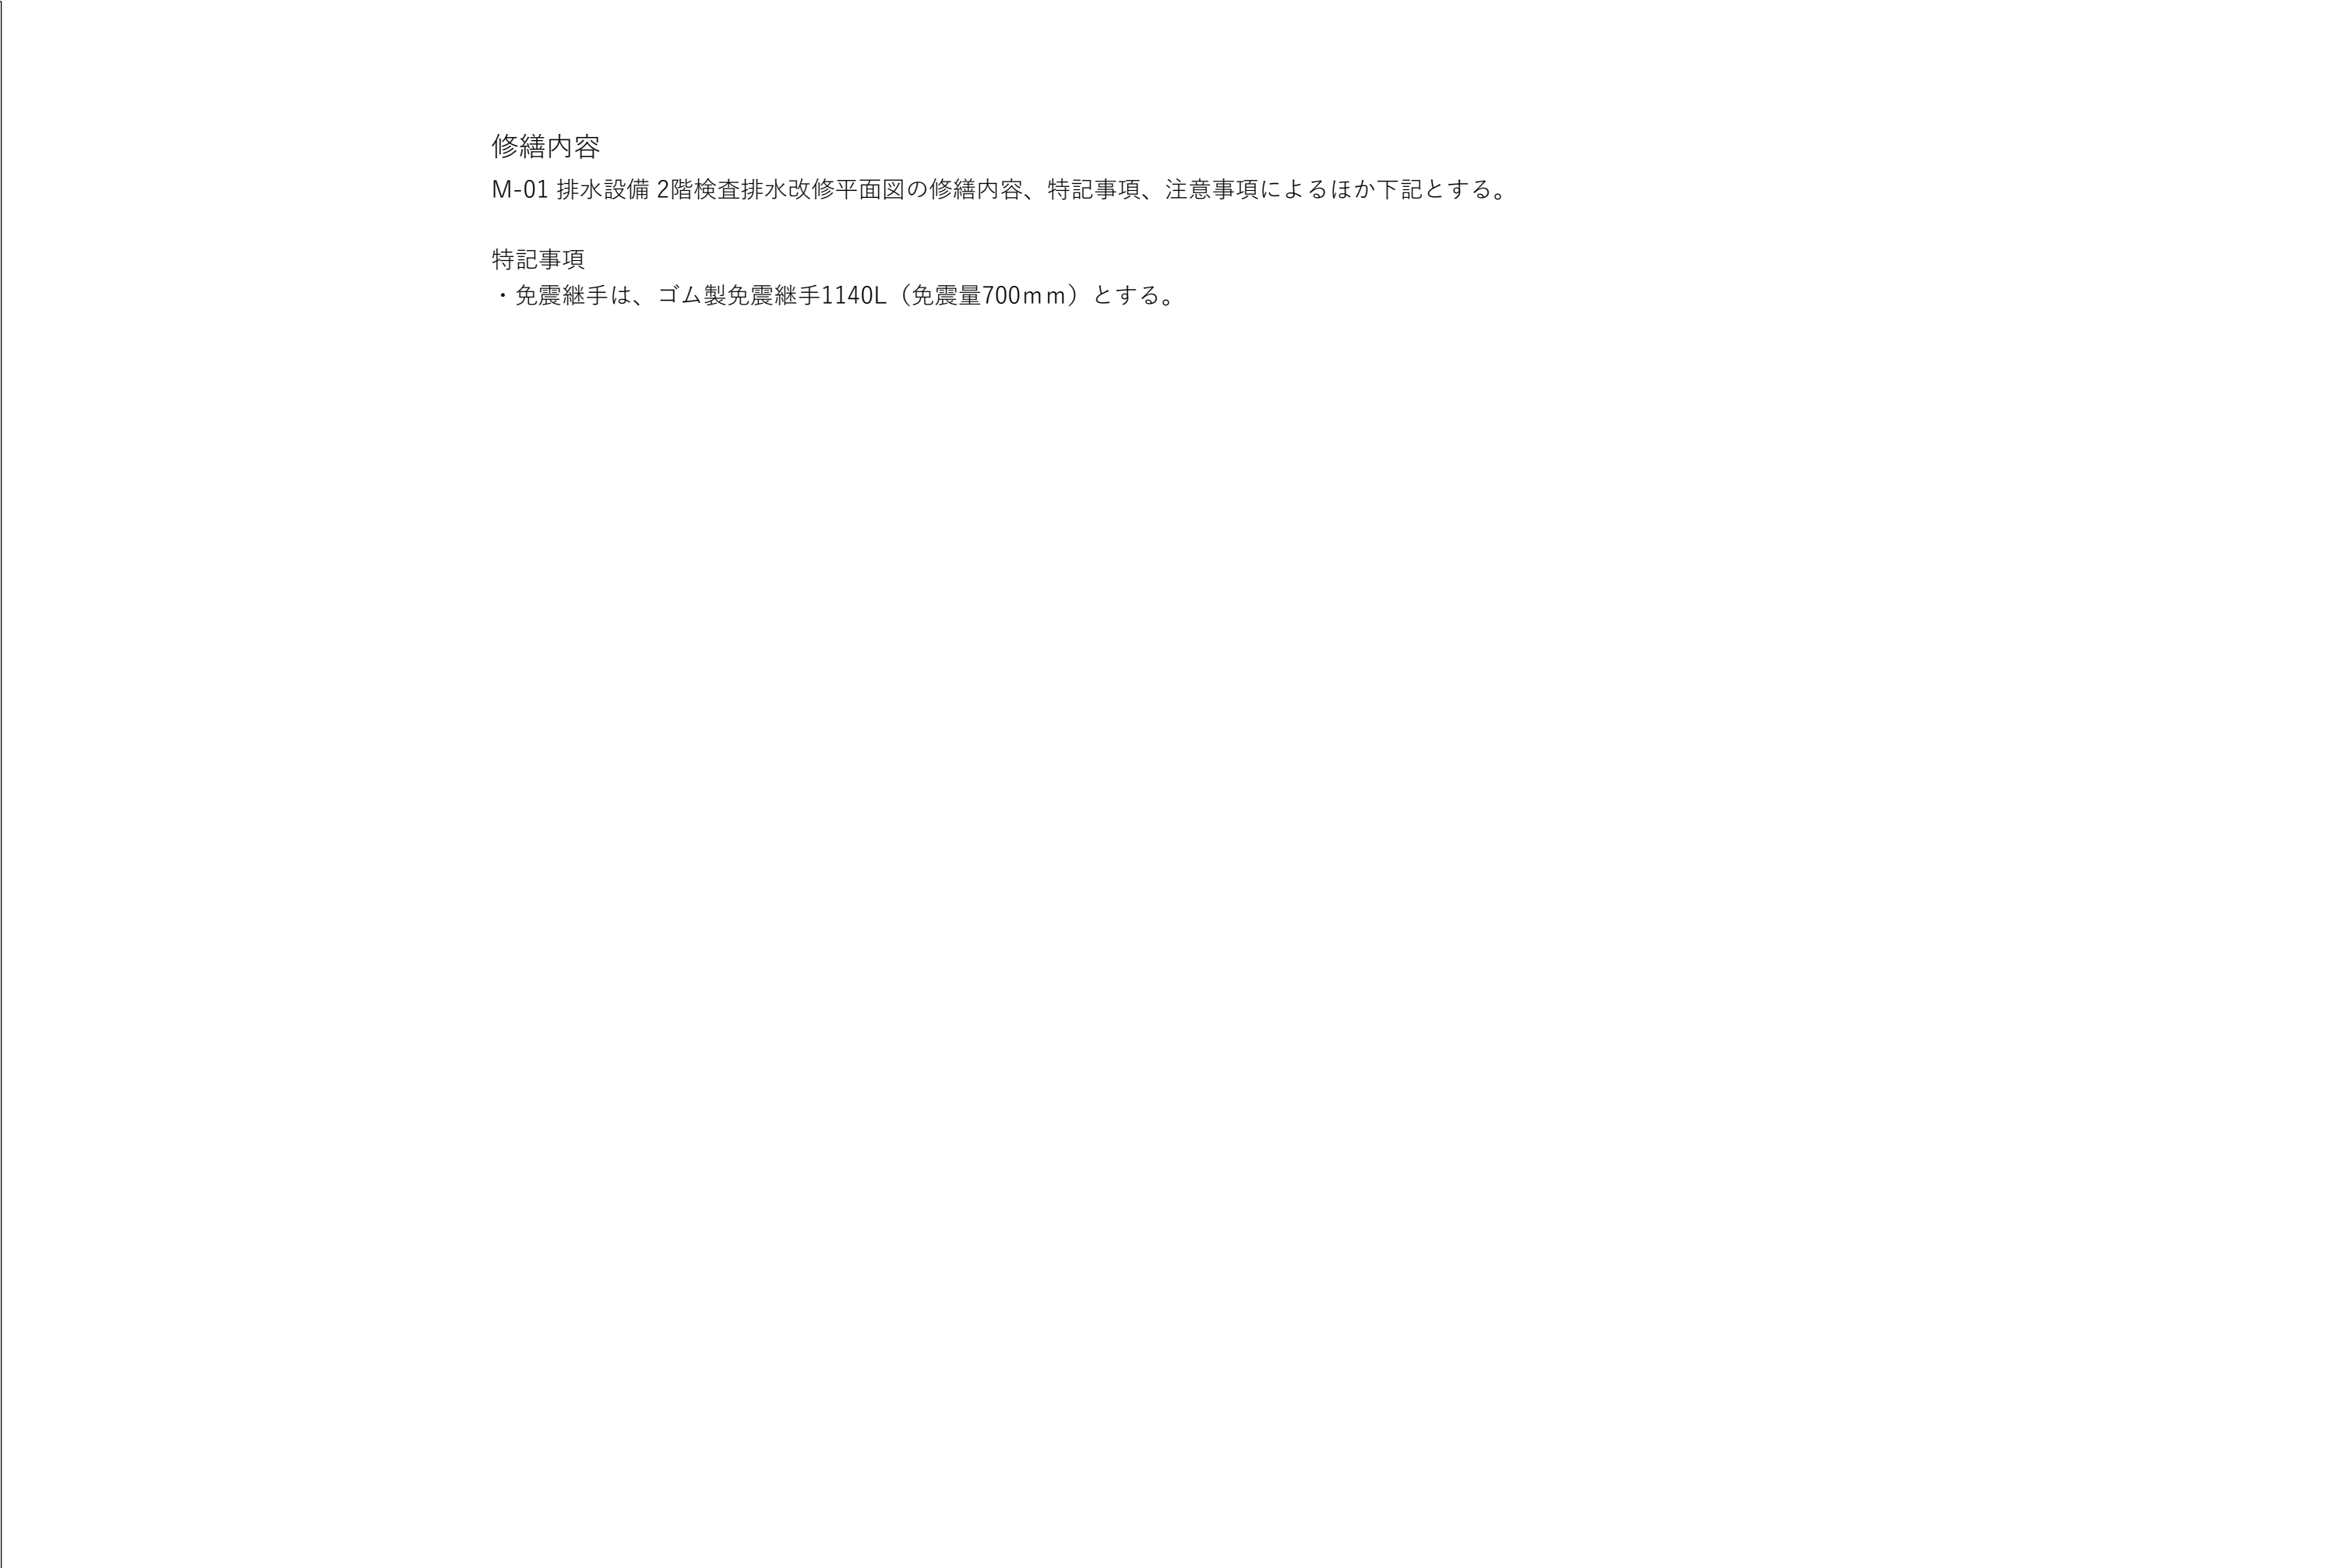 修繕内容
M-01 排水設備 2階検査排水改修平面図の修繕内容、特記事項、注意事項によるほか下記とする。
特記事項
・免震継手は、ゴム製免震継手1140L（免震量700ｍｍ）とする。